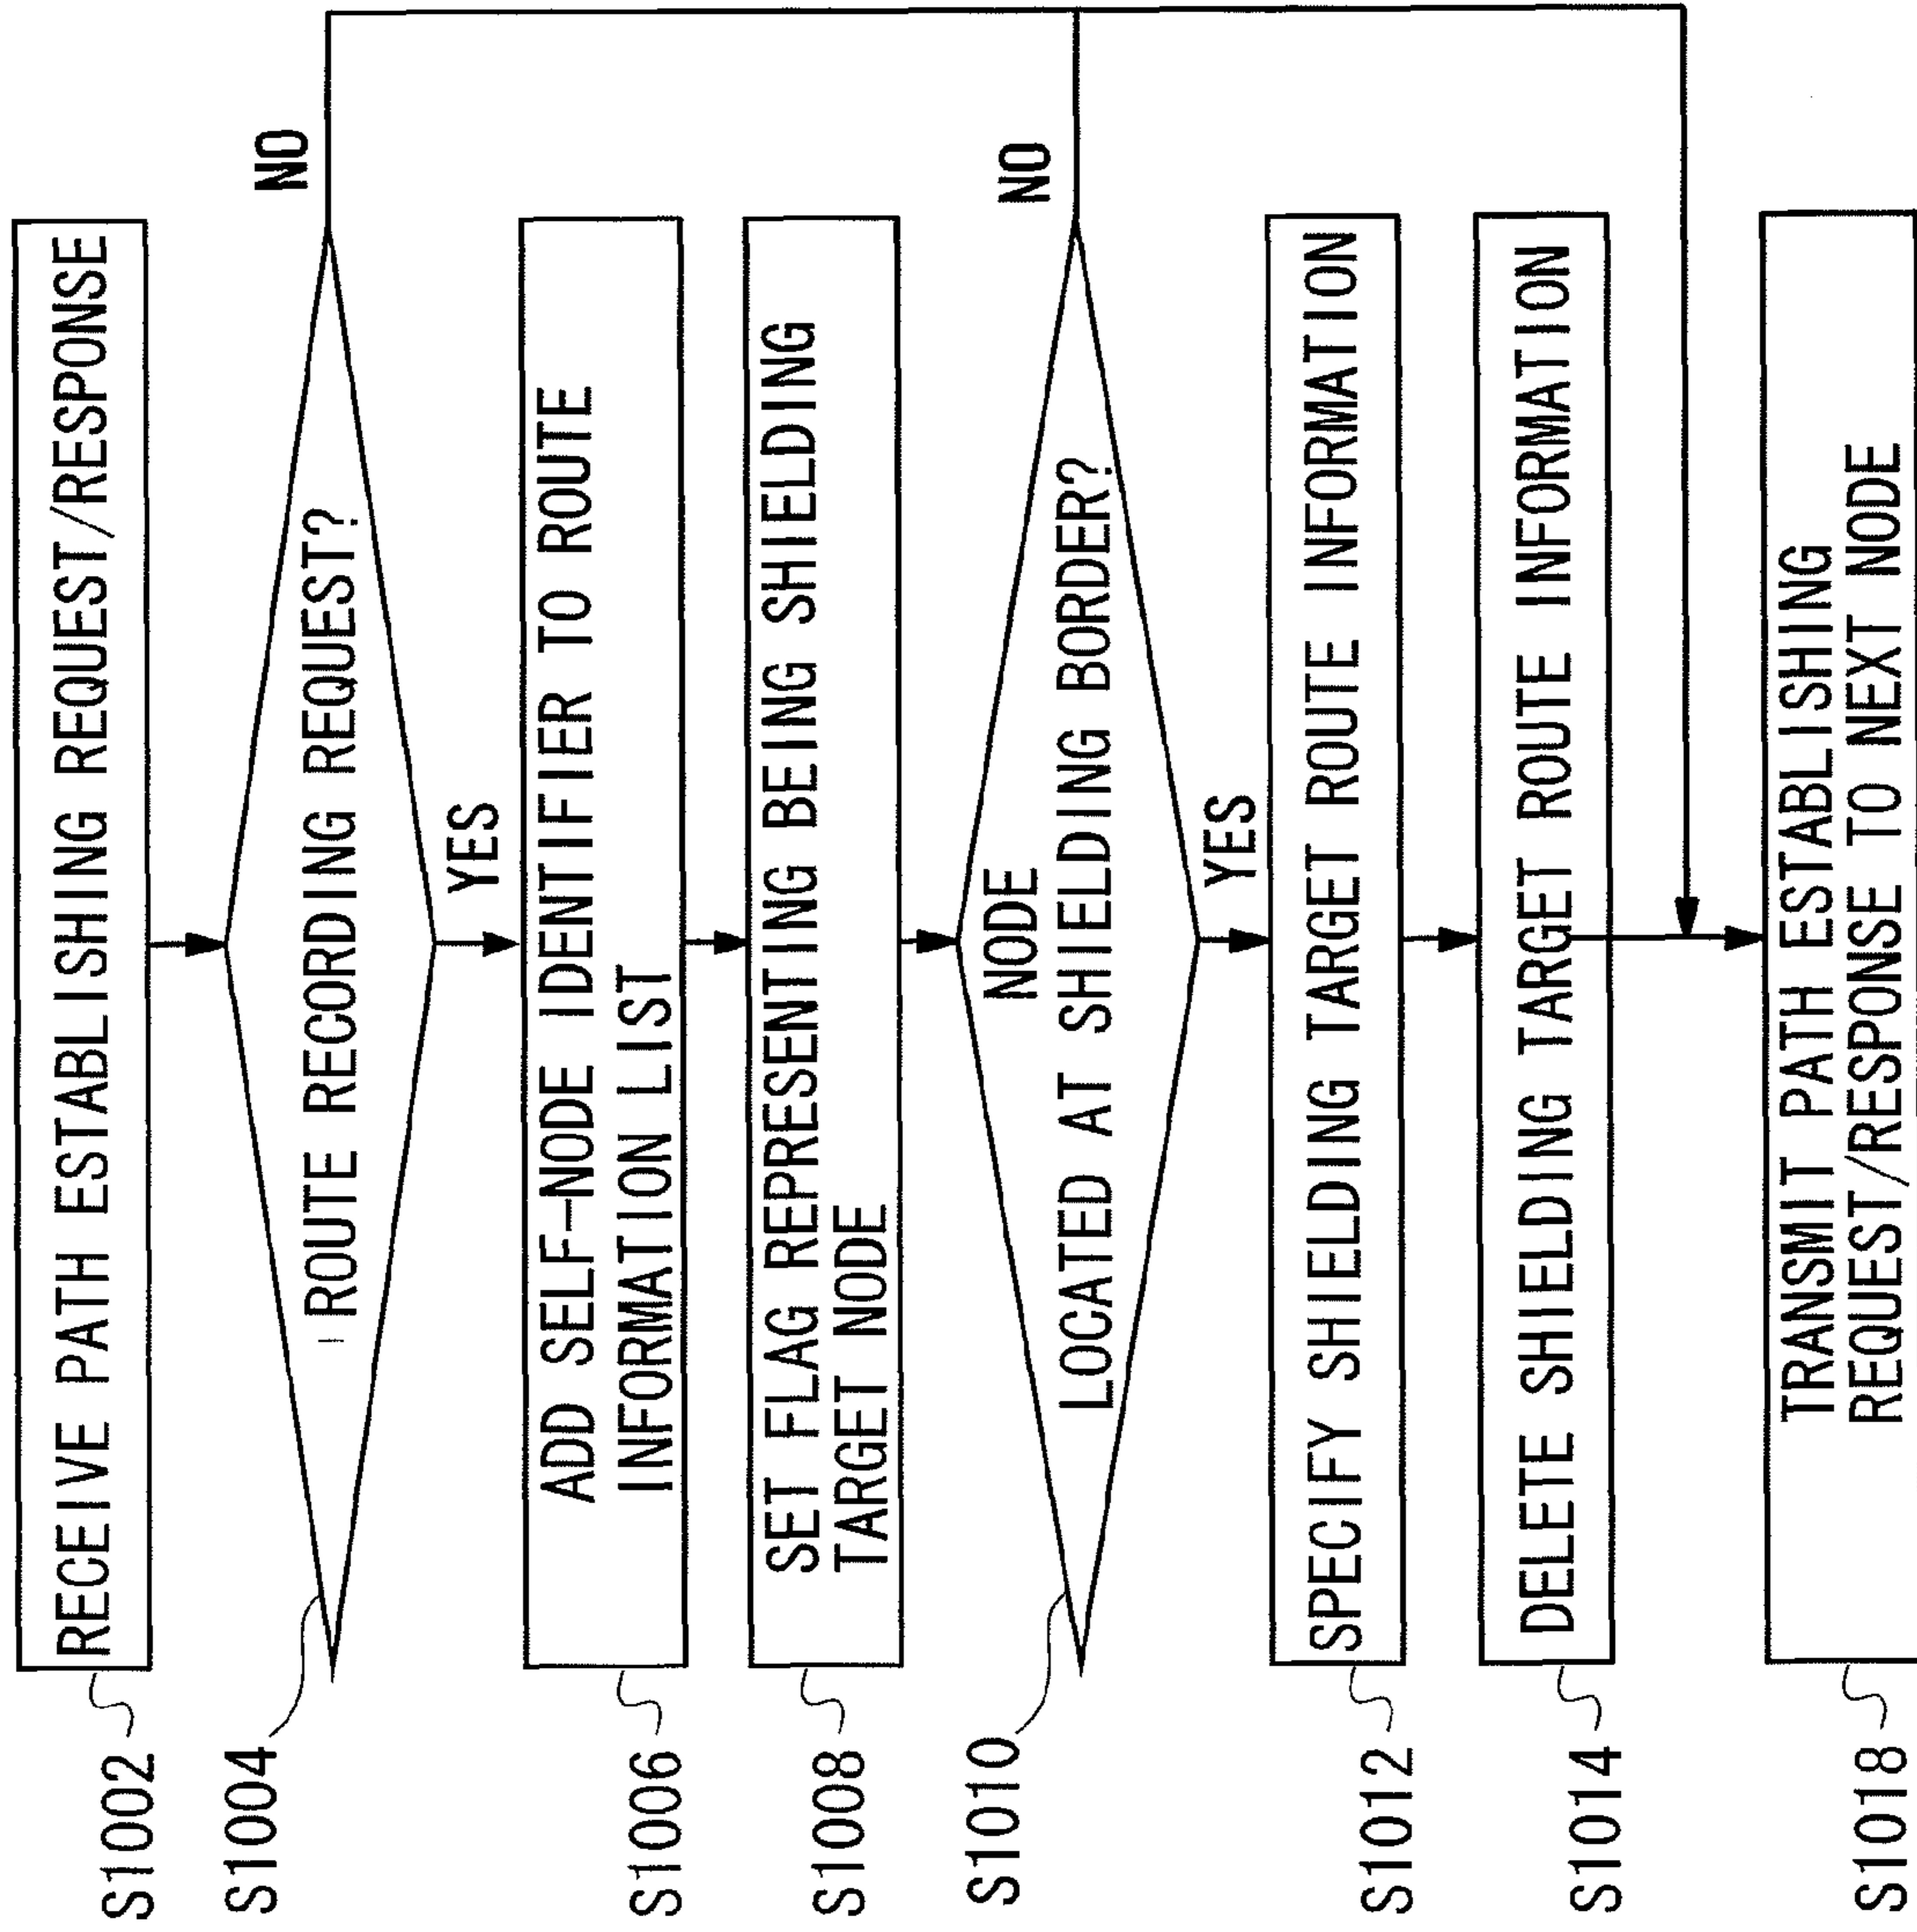 S1002
RECEIVE PATH ESTABLISHING REQUEST/RESPONSE
S1004
ROUTE RECORDING REQUEST?
NO
YES
S1006
ADD SELF-NODE IDENTIFIER TO ROUTE
INFORMATION LIST
S1008
SET FLAG REPRESENTING BEING SHIELDING
TARGET NODE
S1010
NODE
LOCATED AT SHIELDING BORDER?
NO
YES
S1012
SPECIFY SHIELDING TARGET ROUTE INFORMATION
S1014
DELETE SHIELDING TARGET ROUTE INFORMATION
S1018
TRANSMIT PATH ESTABLISHING
REQUEST/RESPONSE TO NEXT NODE